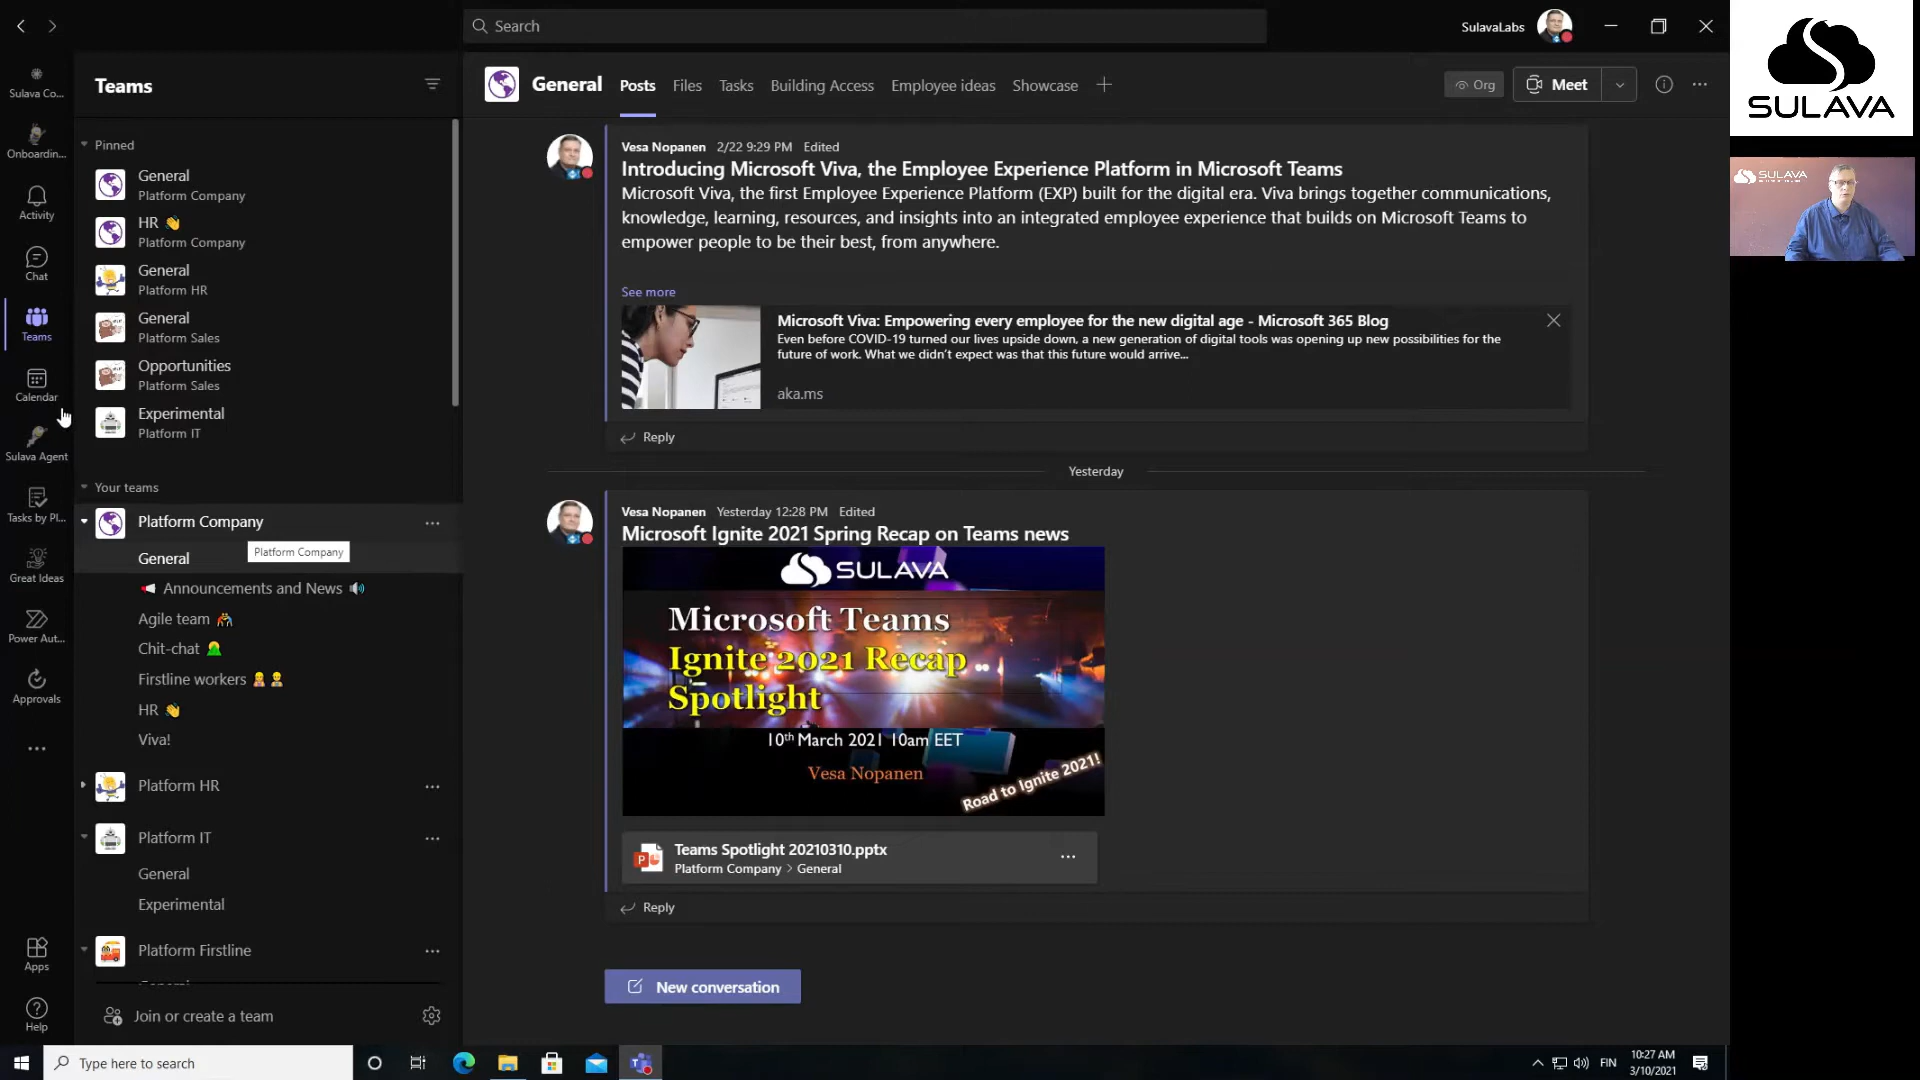 Search
SulavaLabs
SULAVA
Sulava Co...
Onboardin...
Activity
Chat
Teams
Calendar
Sulava Agent
Tasks by Pl...
Great Ideas
Power Aut...
Approvals
Apps
Help
Teams
Pinned
General
Platform Company
HR 👋
Platform Company
General
Platform HR
General
Platform Sales
Opportunities
Platform Sales
Experimental
Platform IT
Your teams
Platform Company
Platform Company
General
Announcements and News
Agile team
Chit-chat
Firstline workers
HR 👋
Viva!
Platform HR
Platform IT
General
Experimental
Platform Firstline
General
Join or create a team
General Posts Files Tasks Building Access Employee ideas Showcase
Org
Meet
Vesa Nopanen 2/22 9:29 PM Edited
Introducing Microsoft Viva, the Employee Experience Platform in Microsoft Teams
Microsoft Viva, the first Employee Experience Platform (EXP) built for the digital era. Viva brings together communications,
knowledge, learning, resources, and insights into an integrated employee experience that builds on Microsoft Teams to
empower people to be their best, from anywhere.
See more
Microsoft Viva: Empowering every employee for the new digital age - Microsoft 365 Blog
Even before COVID-19 turned our lives upside down, a new generation of digital tools was opening up new possibilities for the
future of work. What we didn't expect was that this future would arrive...
aka.ms
Reply
Yesterday
Vesa Nopanen Yesterday 12:28 PM Edited
Microsoft Ignite 2021 Spring Recap on Teams news
SULAVA
Microsoft Teams
Ignite 2021 Recap
Spotlight
10th March 2021 10am EET
Vesa Nopanen
Road to Ignite 2021!
Teams Spotlight 20210310.pptx
Platform Company > General
Reply
New conversation
SULAVA
Type here to search
FIN
10:27 AM
3/10/2021